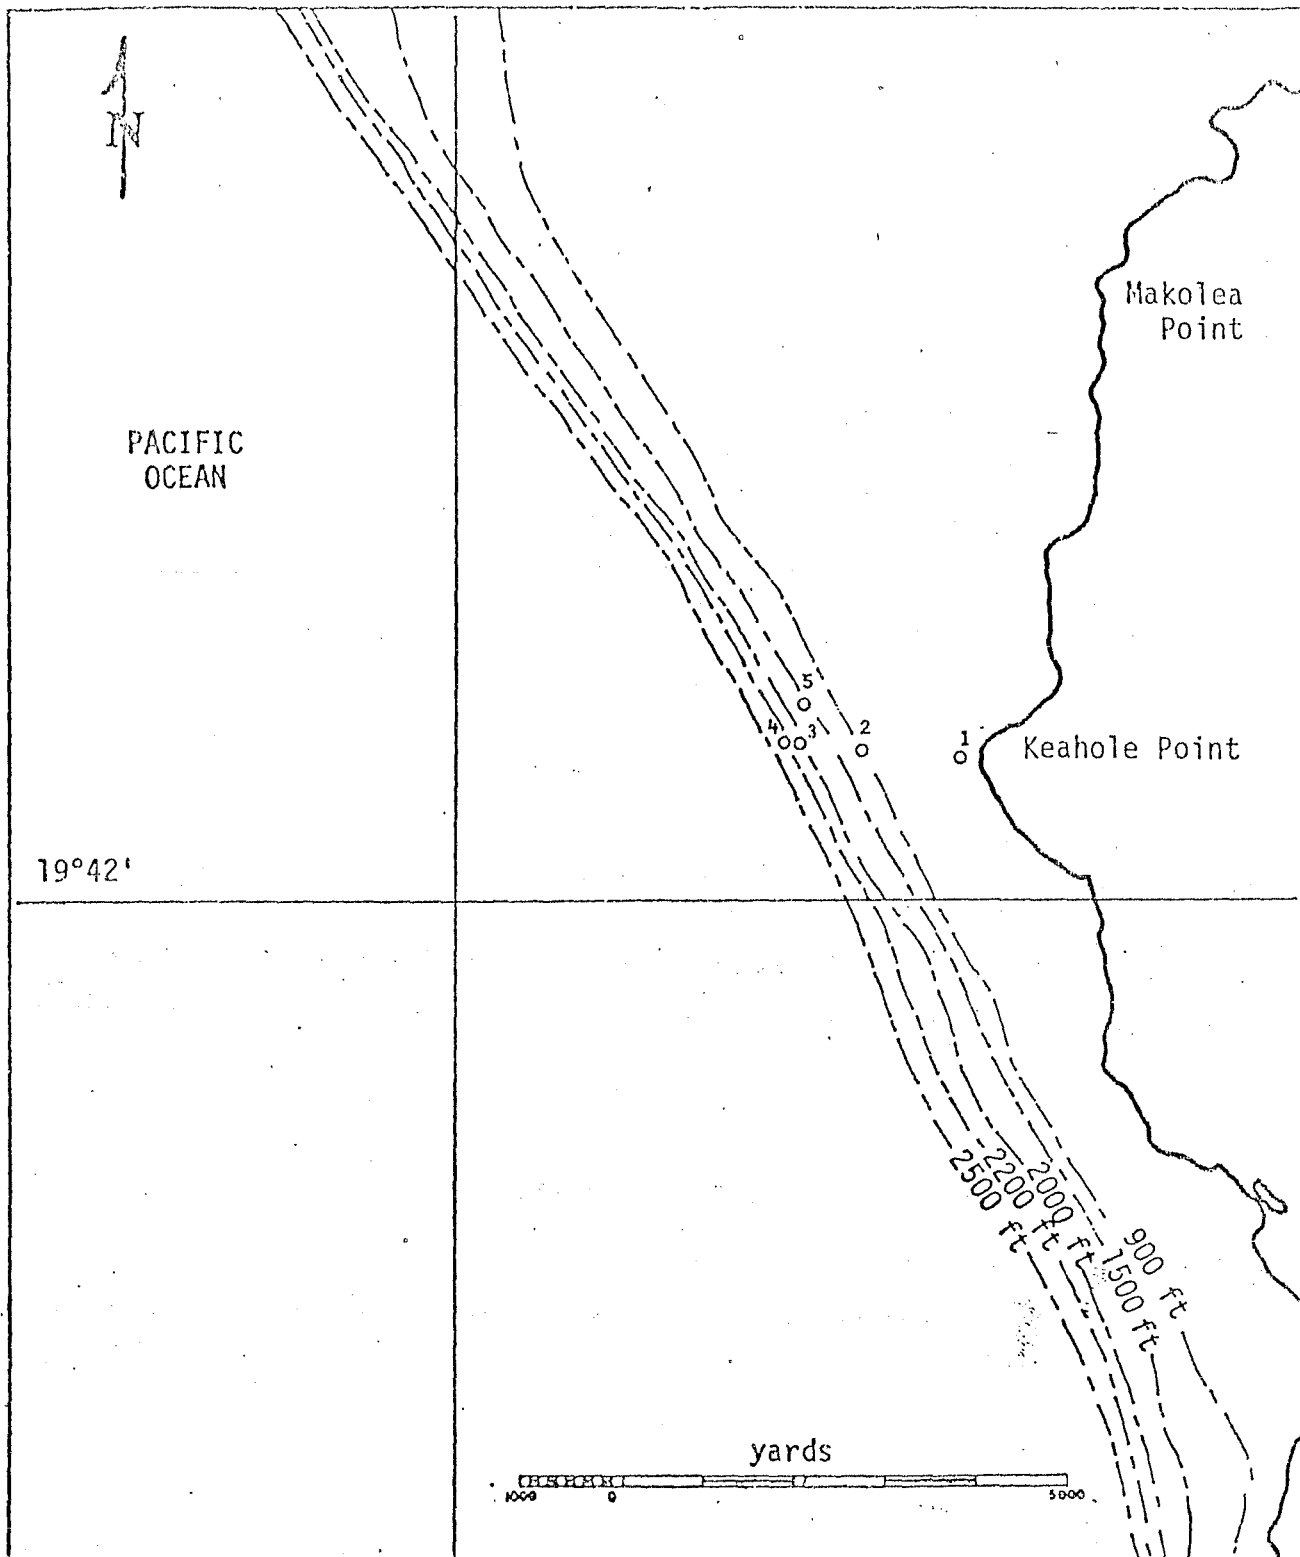 N
Makolea
Point
PACIFIC
OCEAN
5
4
3
2
1
Keahole Point
19°42'
2500 ft
2200 ft
2000 ft
1500 ft
900 ft
yards
1000
0
5000